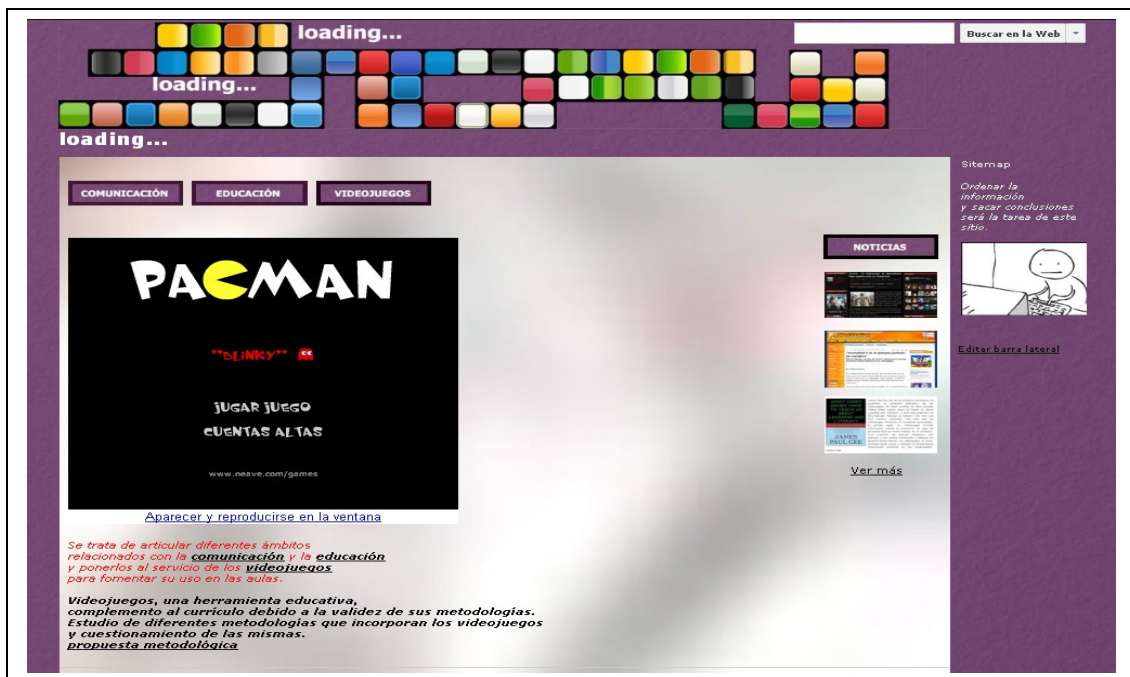 loading...
Buscar en la Web
loading...
loading...
COMUNICACIÓN
EDUCACIÓN
VIDEOJUEGOS
PACMAN
"BLINKY"
JUGAR JUEGO
CUENTAS ALTAS
www.neave.com/games
Aparecer y reproducirse en la ventana
Se trata de articular diferentes ámbitos
relacionados con la comunicación y la educación
y ponerlos al servicio de los videojuegos
para fomentar su uso en las aulas.
Videojuegos, una herramienta educativa,
complemento al currículo debido a la validez de sus metodologías.
Estudio de diferentes metodologías que incorporan los videojuegos
y cuestionamiento de las mismas.
propuesta metodológica
NOTICIAS
JAMES
PAUL GEE
Ver más
Sitemap
Ordenar la
información
y sacar conclusiones
será la tarea de este
sitio.
Editar barra lateral